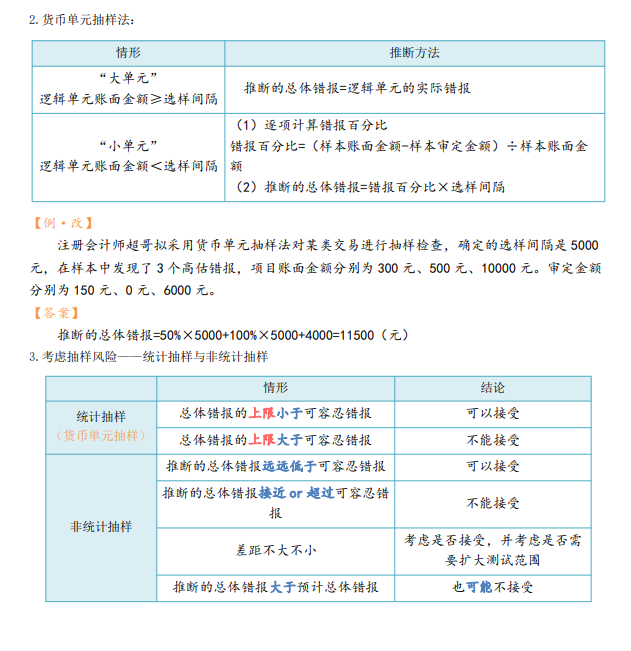 2.货币单元抽样法：
情形 推断方法
“大单元”
逻辑单元账面金额≥选样间隔
推断的总体错报=逻辑单元的实际错报
“小单元”
逻辑单元账面金额＜选样间隔
（1）逐项计算错报百分比
错报百分比=（样本账面金额-样本审定金额）÷样本账面金
额
（2）推断的总体错报=错报百分比×选样间隔
【例·改】
注册会计师超哥拟采用货币单元抽样法对某类交易进行抽样检查，确定的选样间隔是 5000
元，在样本中发现了 3 个高估错报，项目账面金额分别为 300 元、500 元、10000 元。审定金额
分别为 150 元、0 元、6000 元。
【答案】
推断的总体错报=50%×5000+100%×5000+4000=11500（元）
3.考虑抽样风险——统计抽样与非统计抽样
情形 结论
统计抽样
（货币单元抽样）
总体错报的上限小于可容忍错报 可以接受
总体错报的上限大于可容忍错报 不能接受
非统计抽样
推断的总体错报远远低于可容忍错报 可以接受
推断的总体错报接近 or 超过可容忍错
报
不能接受
差距不大不小
考虑是否接受，并考虑是否需
要扩大测试范围
推断的总体错报大于预计总体错报 也可能不接受